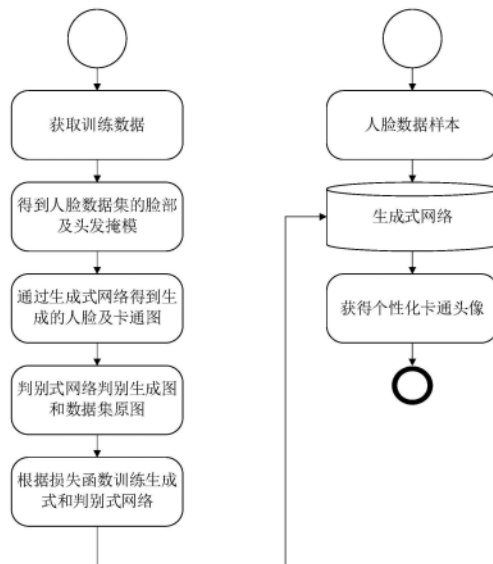 获取训练数据
得到人脸数据集的脸部
及头发掩模
通过生成式网络得到生
成的人脸及卡通图
判别式网络判别生成图
和数据集原图
根据损失函数训练生成
式和判别式网络
人脸数据样本
生成式网络
获得个性化卡通头像